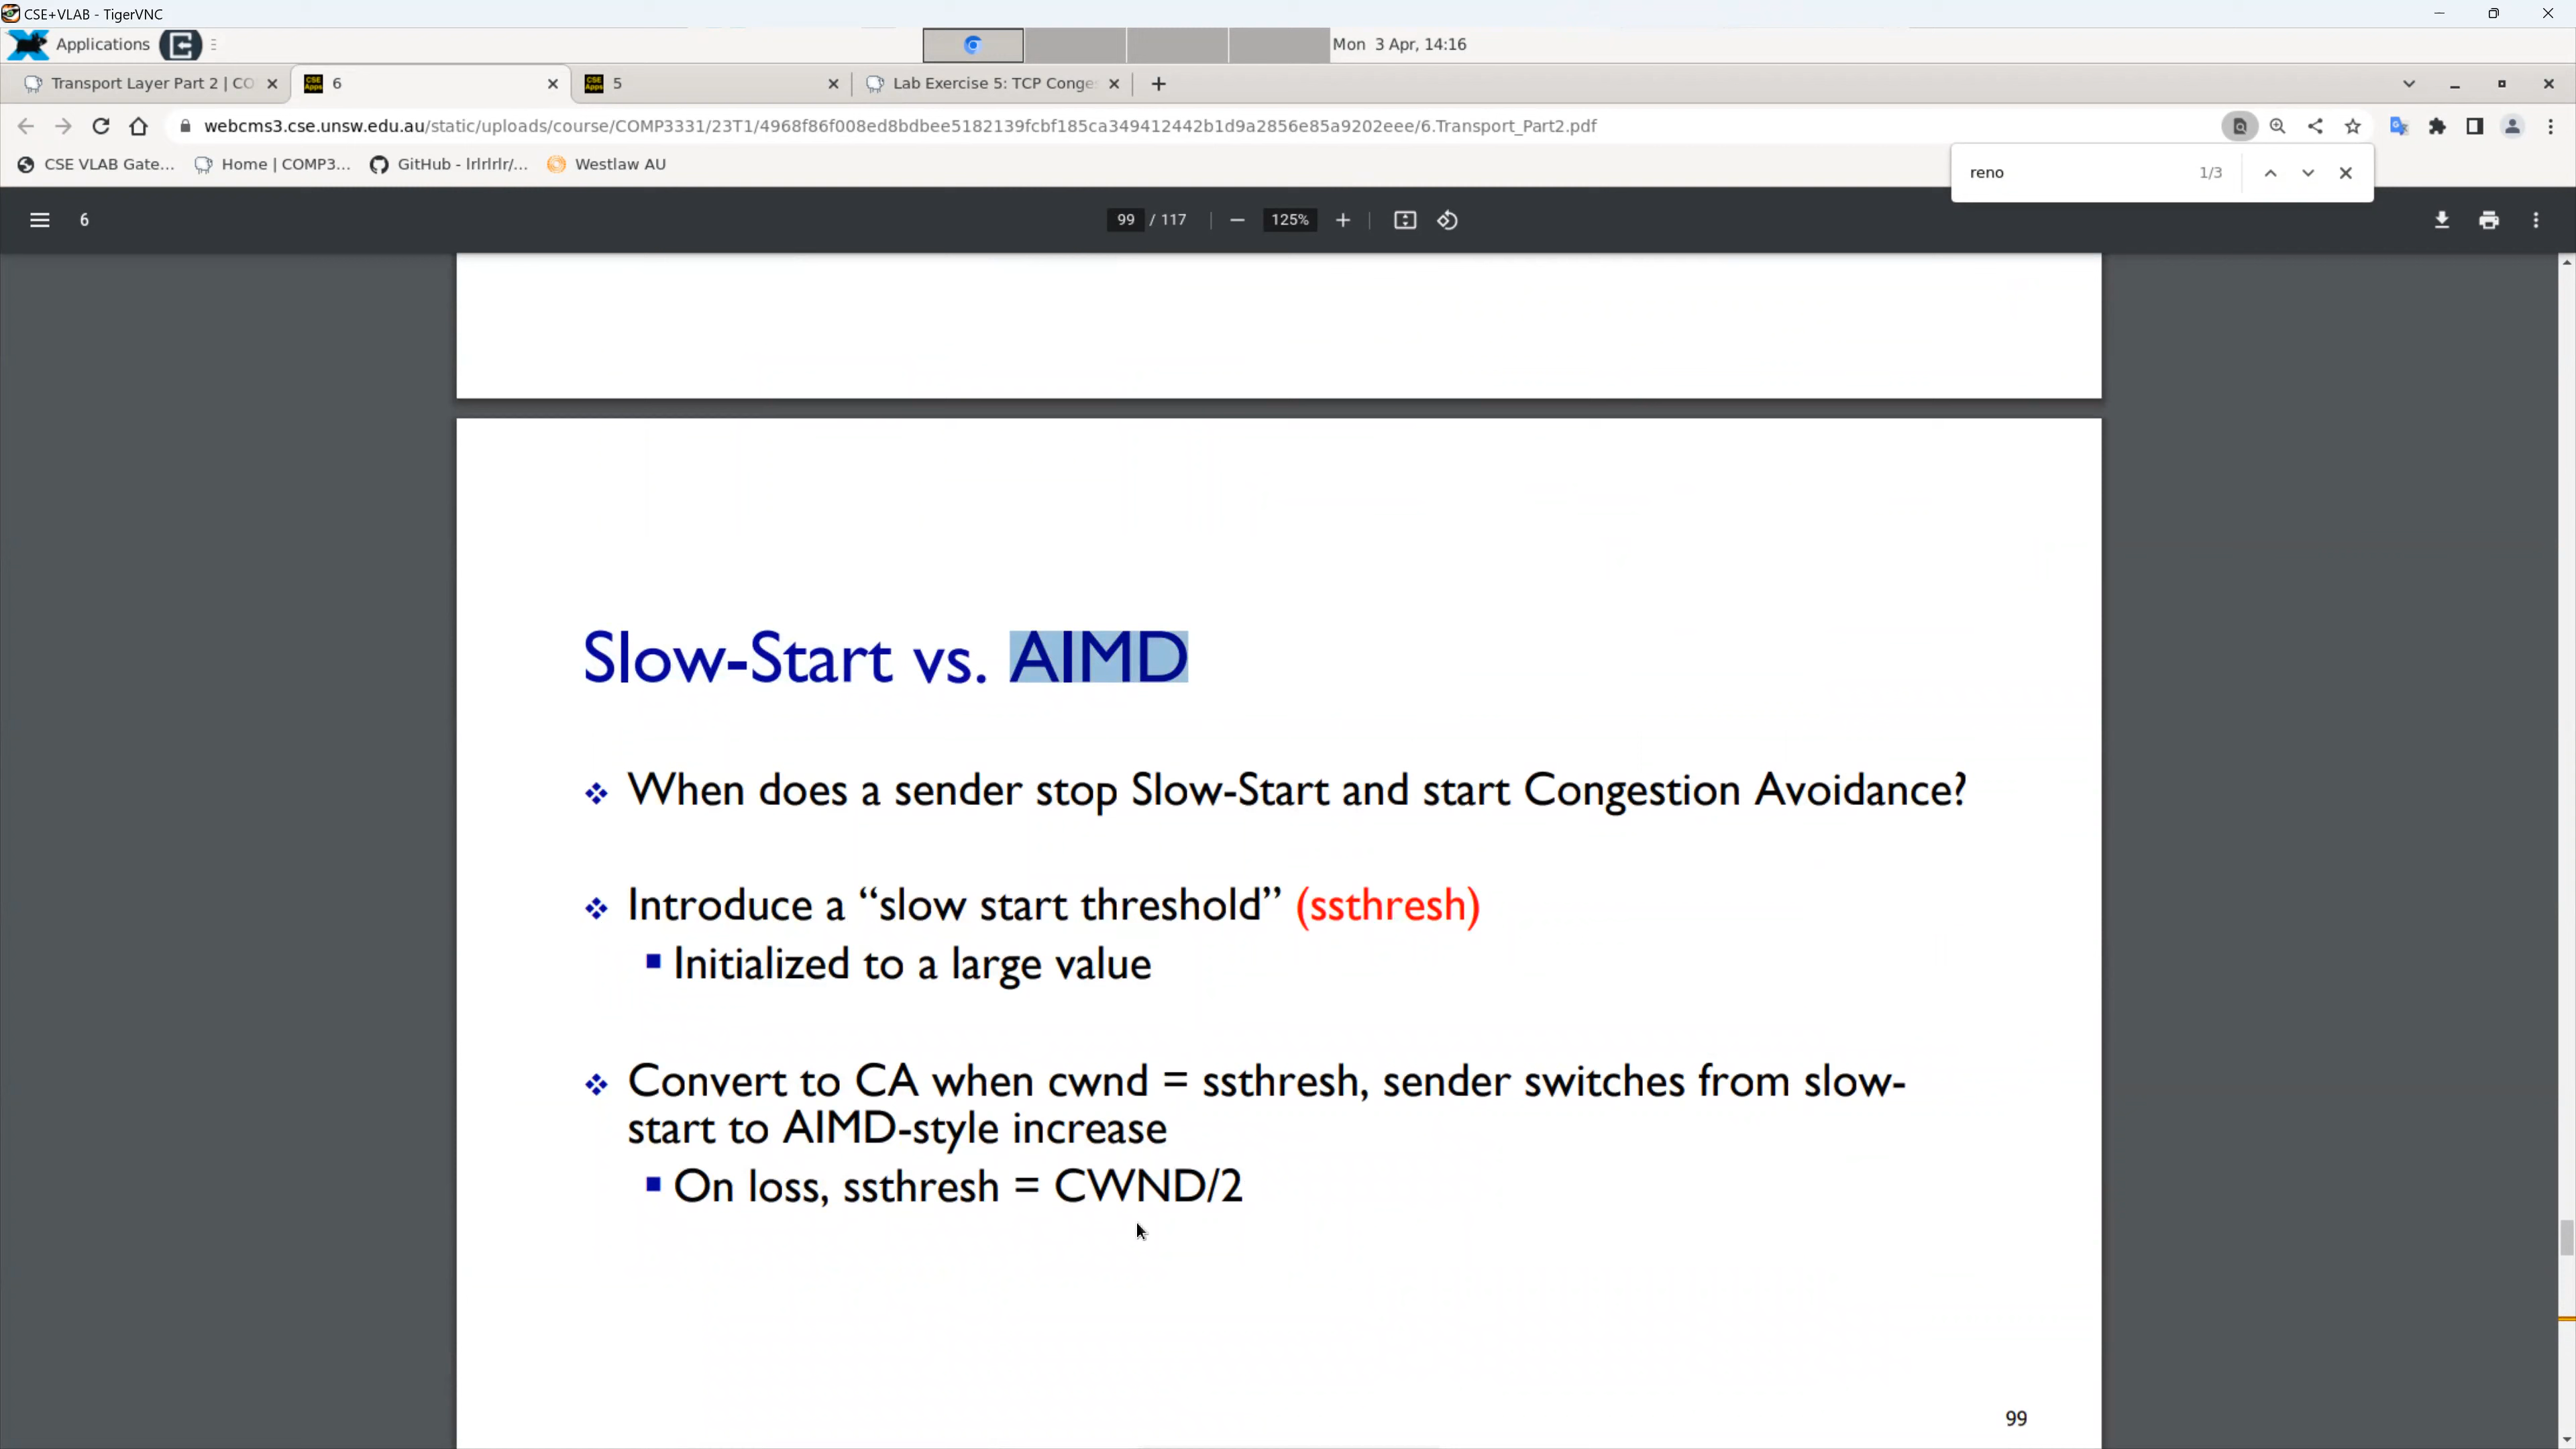 CSE+VLAB - TigerVNC
Applications
Mon 3 Apr, 14:16
Transport Layer Part 2 | CO
CSE Apps
6
CSE Apps
5
Lab Exercise 5: TCP Conge
webcms3.cse.unsw.edu.au/static/uploads/course/COMP3331/23T1/4968f86f008ed8bdbee5182139fcbf185ca349412442b1d9a2856e85a9202eee/6.Transport_Part2.pdf
CSE VLAB Gate...
Home | COMP3...
GitHub - lrlrlrlr/...
Westlaw AU
reno
1/3
6
99 / 117
125%
Slow-Start vs. AIMD
❖ When does a sender stop Slow-Start and start Congestion Avoidance?
❖ Introduce a “slow start threshold” (ssthresh)
▪ Initialized to a large value
❖ Convert to CA when cwnd = ssthresh, sender switches from slow-
start to AIMD-style increase
▪ On loss, ssthresh = CWND/2
99